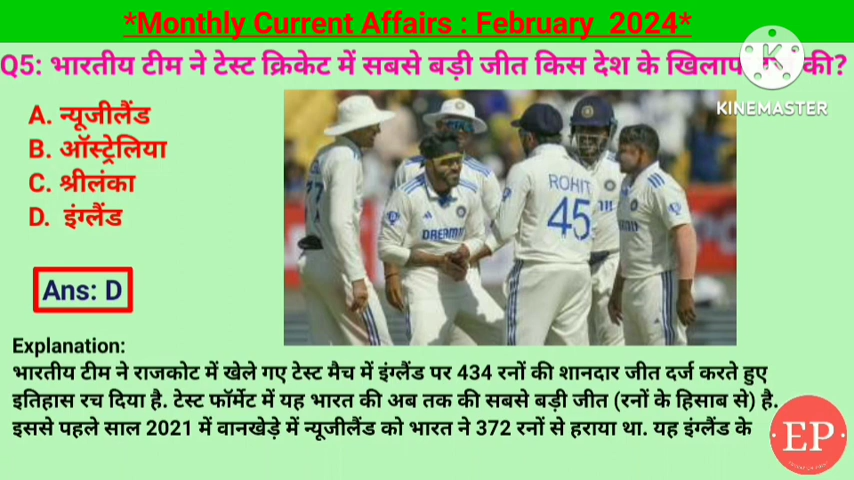 *Monthly Current Affairs : February 2024*
Q5: भारतीय टीम ने टेस्ट क्रिकेट में सबसे बड़ी जीत किस देश के खिलाफ की?
KINEMASTER
A. न्यूजीलैंड
B. ऑस्ट्रेलिया
C. श्रीलंका
D. इंग्लैंड
ROHIT
45
DREAM11
Ans: D
Explanation:
भारतीय टीम ने राजकोट में खेले गए टेस्ट मैच में इंग्लैंड पर 434 रनों की शानदार जीत दर्ज करते हुए
इतिहास रच दिया है. टेस्ट फॉर्मेट में यह भारत की अब तक की सबसे बड़ी जीत (रनों के हिसाब से) है.
इससे पहले साल 2021 में वानखेड़े में न्यूजीलैंड को भारत ने 372 रनों से हराया था. यह इंग्लैंड के
EP